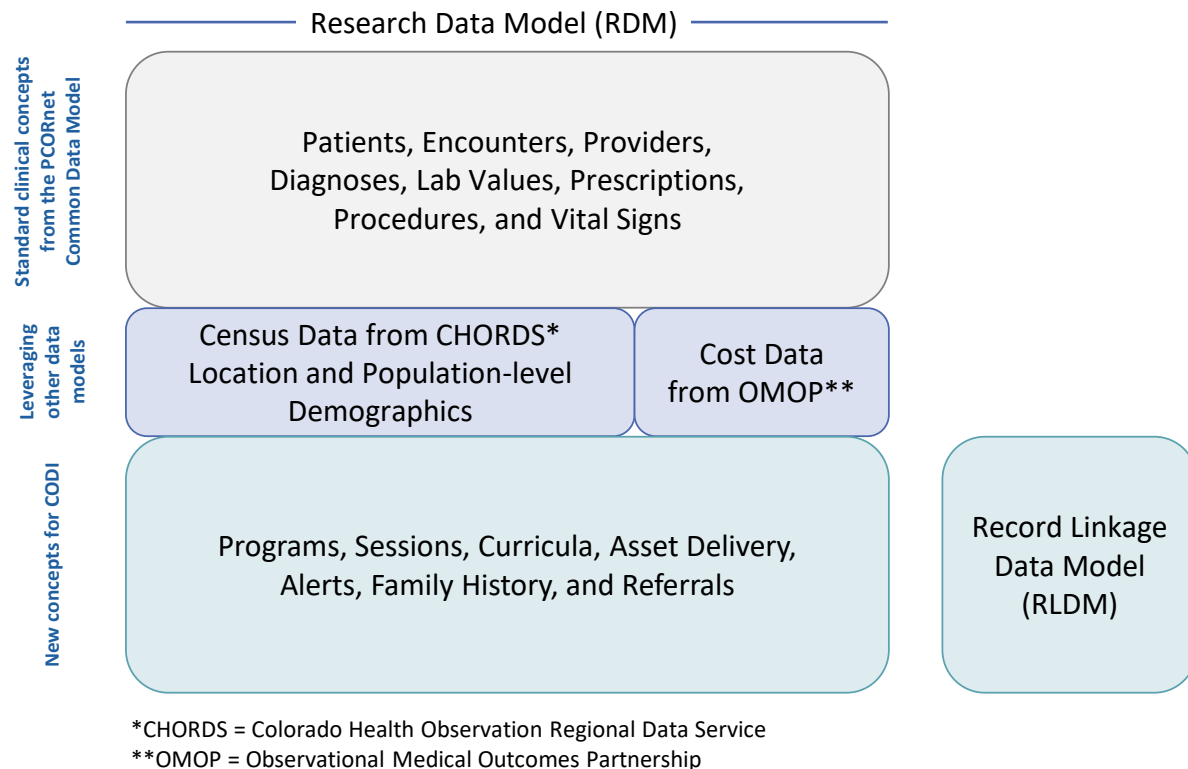 Research Data Model (RDM)
Standard clinical concepts
from the PCORnet
Common Data Model
Patients, Encounters, Providers,
Diagnoses, Lab Values, Prescriptions,
Procedures, and Vital Signs
Leveraging
other data
models
Census Data from CHORDS*
Location and Population-level
Demographics
Cost Data
from OMOP**
New concepts for CODI
Programs, Sessions, Curricula, Asset Delivery,
Alerts, Family History, and Referrals
Record Linkage
Data Model
(RLDM)
*CHORDS = Colorado Health Observation Regional Data Service
**OMOP = Observational Medical Outcomes Partnership